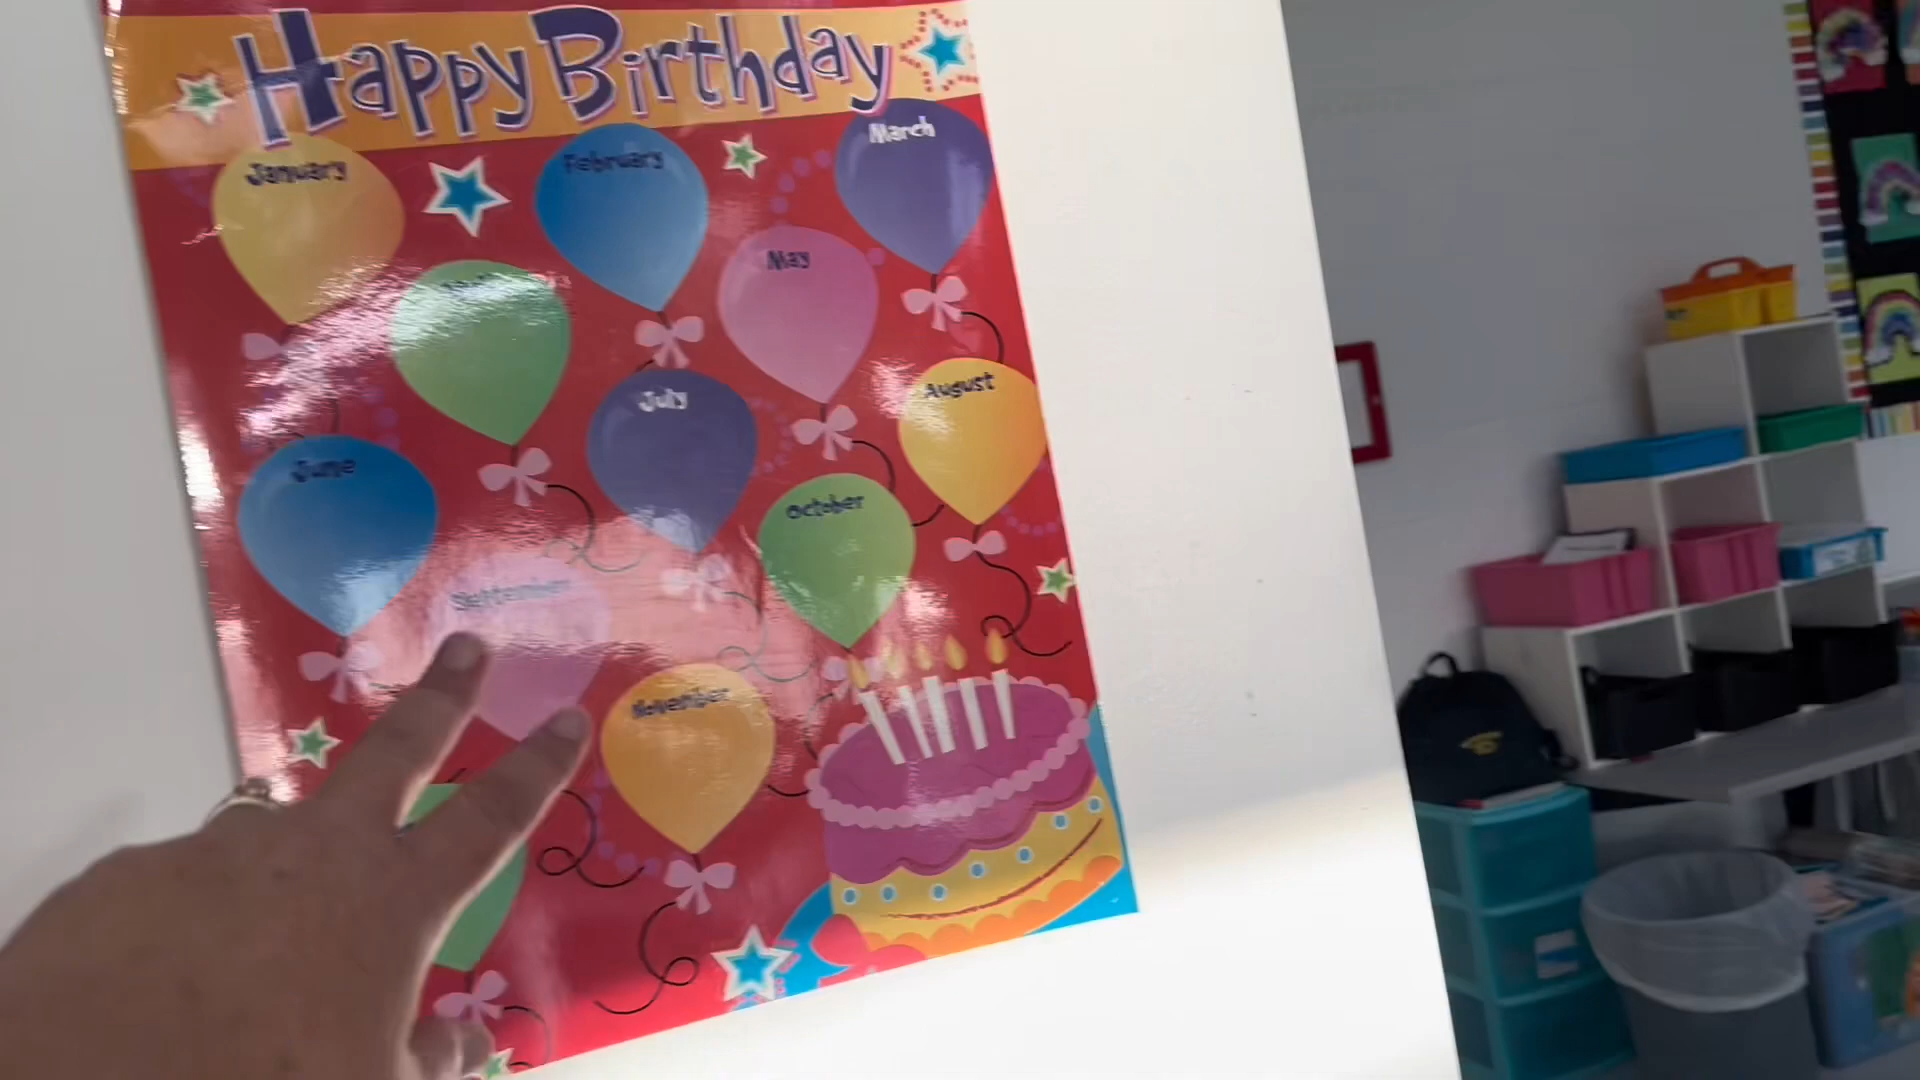 Happy Birthday
January
February
March
May
July
August
June
October
September
November